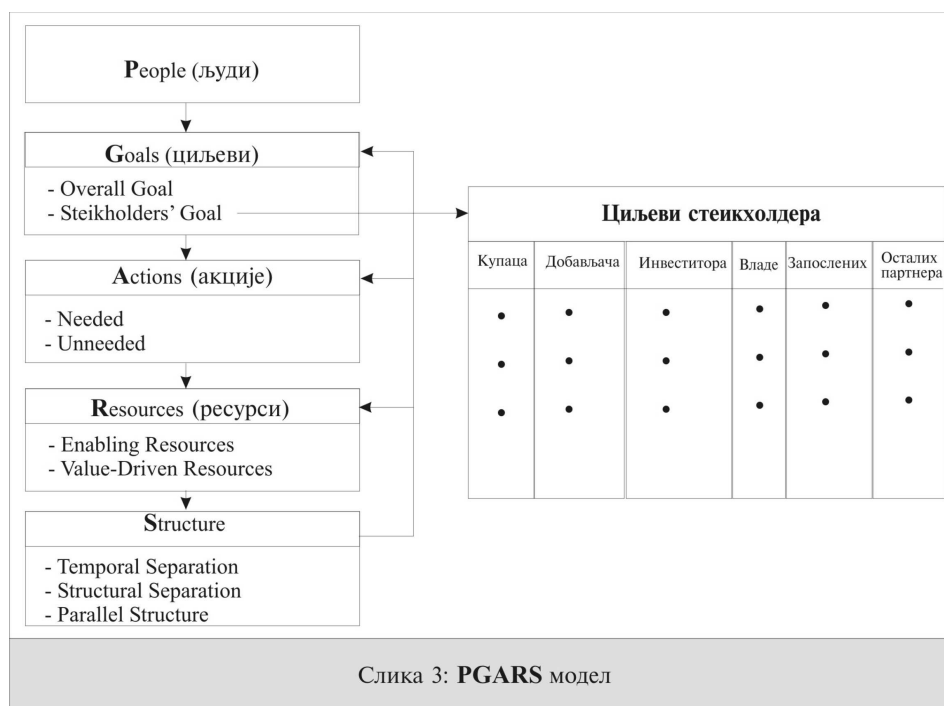 People (људи)
Goals (циљеви)
- Overall Goal
- Steikholders’ Goal
Actions (акције)
- Needed
- Unneeded
Resources (ресурси)
- Enabling Resources
- Value-Driven Resources
Structure
- Temporal Separation
- Structural Separation
- Parallel Structure
Циљеви стеикхолдера
Купаца
Добављача
Инвеститора
Владе
Запослених
Осталих
партнера
Слика 3: PGARS модел